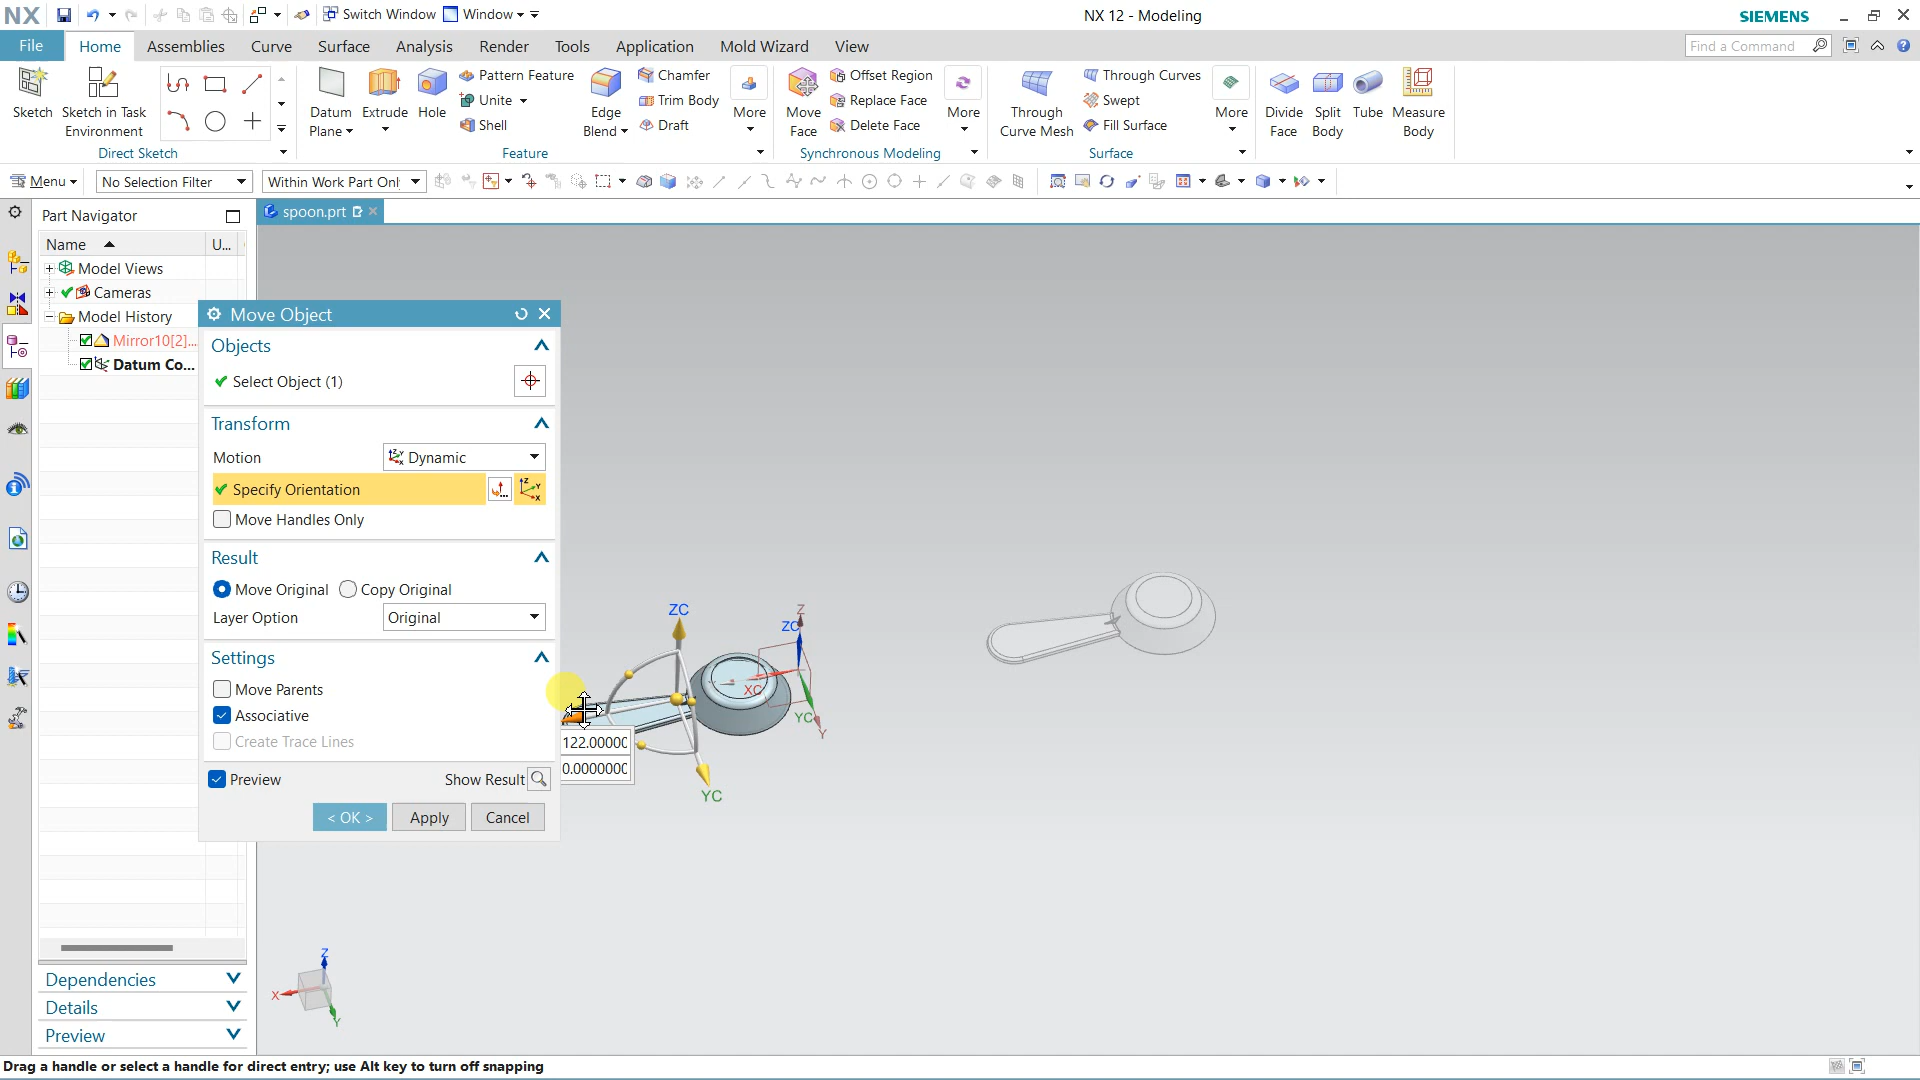 NX
Switch Window
Window
NX 12 - Modeling
SIEMENS
File
Home
Assemblies
Curve
Surface
Analysis
Render
Tools
Application
Mold Wizard
View
Find a Command
Sketch
Sketch in Task
Environment
Direct Sketch
Datum
Plane
Extrude
Hole
Pattern Feature
Unite
Shell
Edge
Blend
Chamfer
Trim Body
Draft
More
Feature
Move
Face
Offset Region
Replace Face
Delete Face
More
Synchronous Modeling
Through
Curve Mesh
Through Curves
Swept
Fill Surface
More
Surface
Divide
Face
Split
Body
Tube
Measure
Body
Menu
No Selection Filter
Within Work Part Onl
Part Navigator
spoon.prt
Name
U...
Model Views
Cameras
Model History
Mirror10[2]...
Datum Co...
Move Object
Objects
Select Object (1)
Transform
Motion
Dynamic
Specify Orientation
Move Handles Only
Result
Move Original
Copy Original
Layer Option
Original
Settings
Move Parents
Associative
Create Trace Lines
Preview
Show Result
< OK >
Apply
Cancel
ZC
Z
ZC
XC
YC
Y
122.0000
0.000000
YC
Z
X
Y
Dependencies
Details
Preview
Drag a handle or select a handle for direct entry; use Alt key to turn off snapping